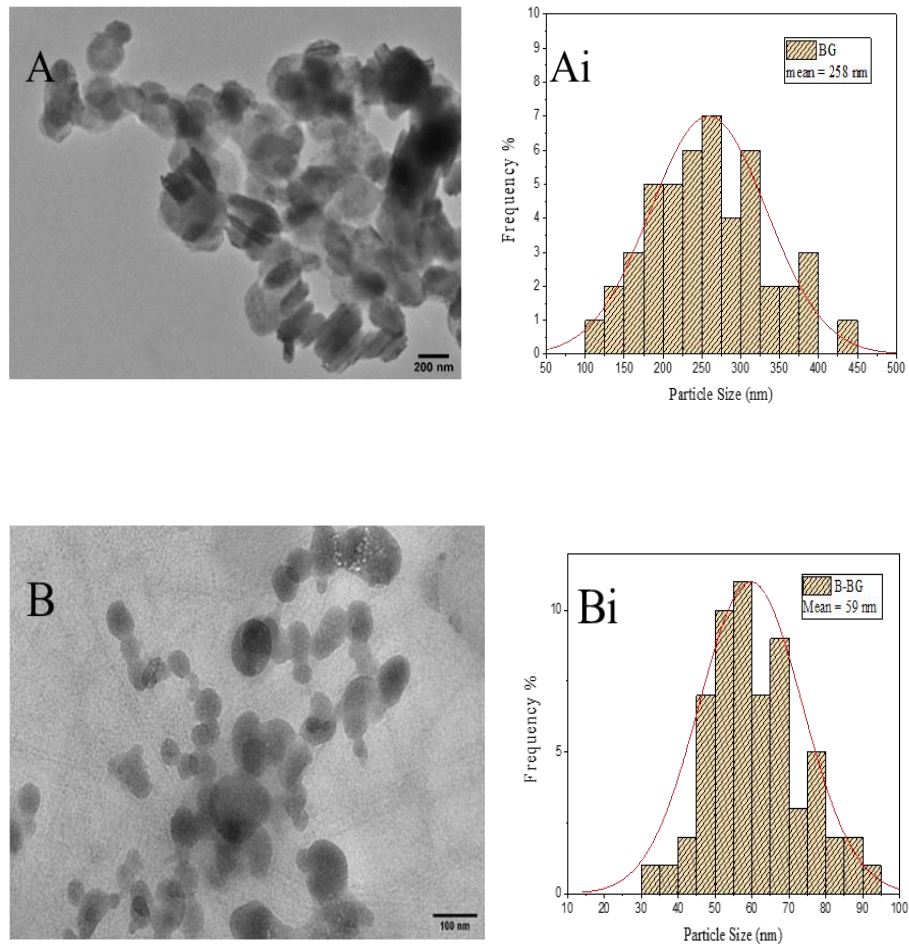 A
200 nm
Ai
BG
mean = 258 nm
10
9
8
7
6
5
4
3
2
1
0
Frequency %
50 100 150 200 250 300 350 400 450 500
Particle Size (nm)
B
100 nm
Bi
B-BG
Mean = 59 nm
10
5
0
Frequency %
10 20 30 40 50 60 70 80 90 100
Particle Size (nm)